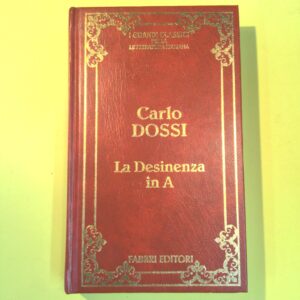 I GRANDI CLASSICI
DELLA
LETTERATURA ITALIANA
Carlo
DOSSI
La Desinenza
in A
FABBRI EDITORI